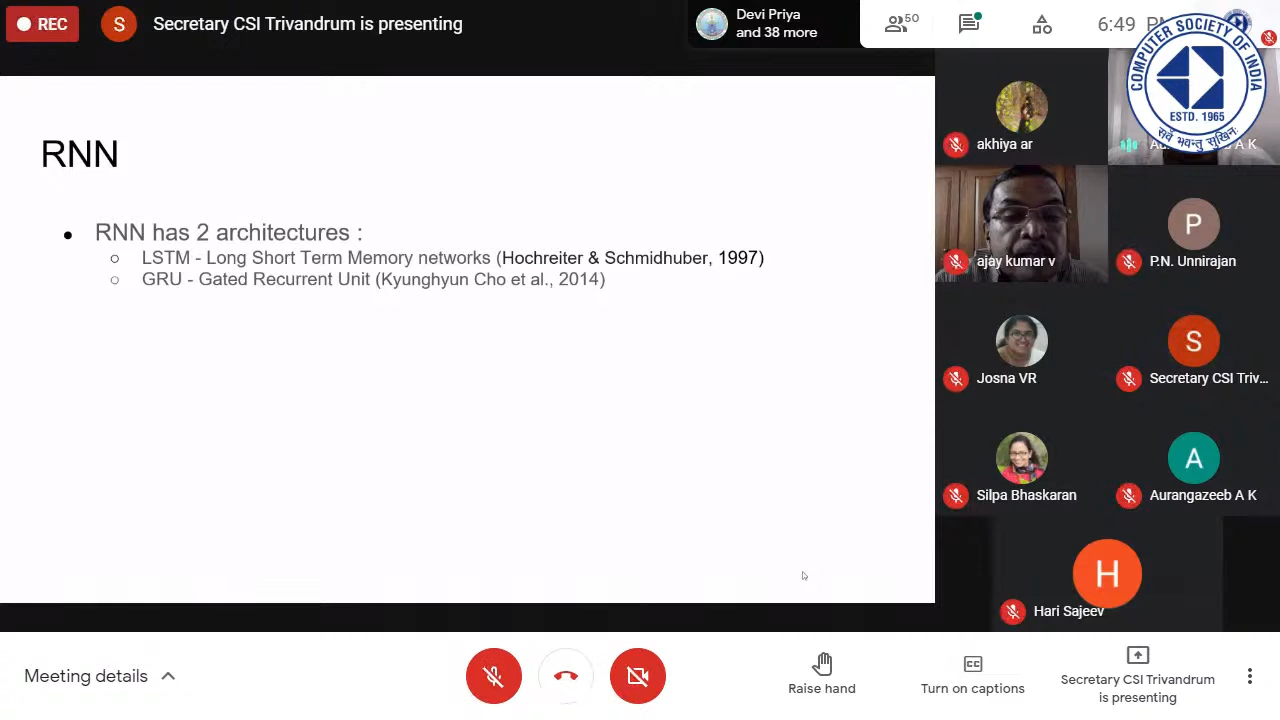 REC
S
Secretary CSI Trivandrum is presenting
Devi Priya
and 38 more
50
6:49
COMPUTER SOCIETY OF INDIA
ESTD. 1965
सर्वे भवन्तु सुखिनः
RNN
● RNN has 2 architectures :
○ LSTM - Long Short Term Memory networks (Hochreiter & Schmidhuber, 1997)
○ GRU - Gated Recurrent Unit (Kyunghyun Cho et al., 2014)
akhiya ar
A K
ajay kumar v
P
P.N. Unnirajan
Josna VR
S
Secretary CSI Triv...
Silpa Bhaskaran
A
Aurangazeeb A K
H
Hari Sajeev
Meeting details
Raise hand
CC
Turn on captions
Secretary CSI Trivandrum
is presenting